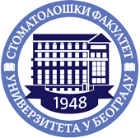 СТОМАТОЛОШКИ ФАКУЛТЕТ
1948
УНИВЕРЗИТЕТА У БЕОГРАДУ